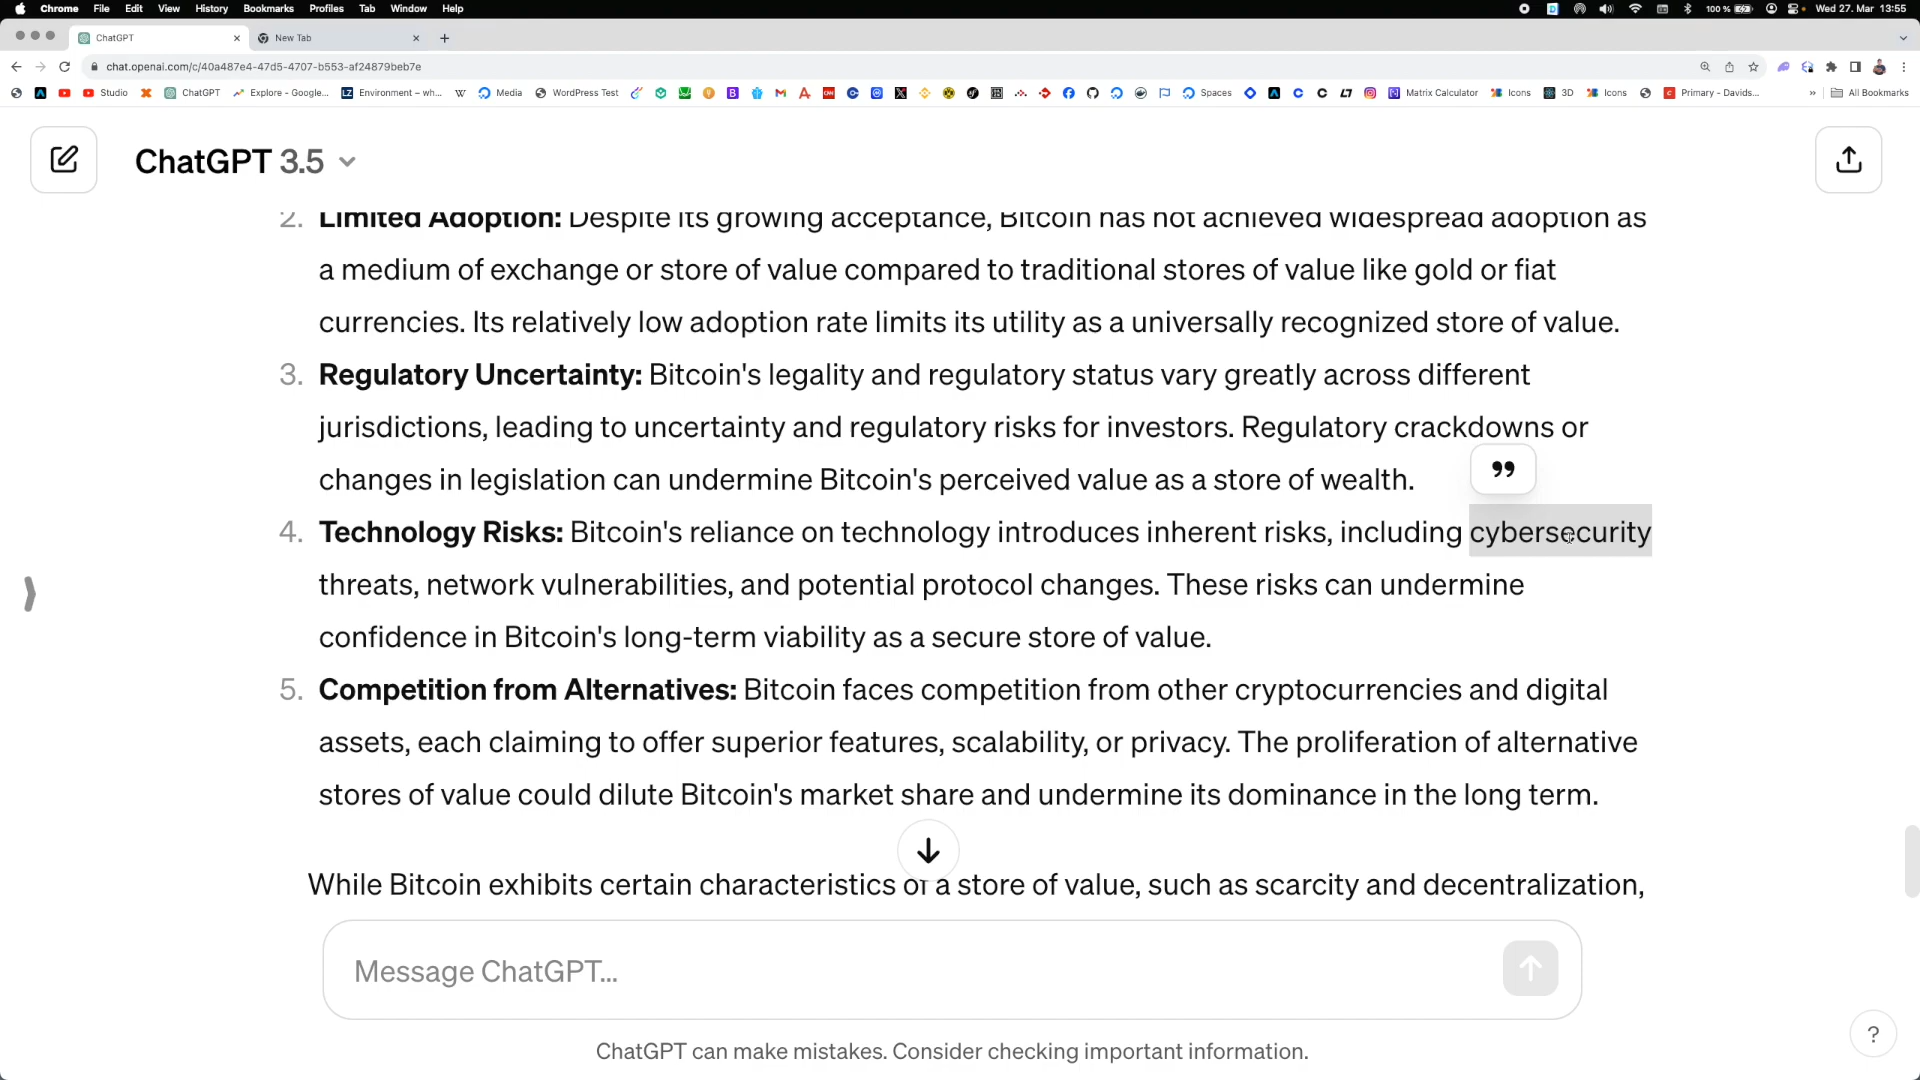 Chrome File Edit View History Bookmarks Profiles Tab Window Help 100 % Wed 27. Mar 13:55
ChatGPT New Tab
chat.openai.com/c/40a487e4-47d5-4707-b553-af24879beb7e
Studio ChatGPT Explore - Google... Environment – wh... Media WordPress Test Spaces Matrix Calculator Icons 3D Icons Primary - Davids... » All Bookmarks
ChatGPT 3.5
2. Limited Adoption: Despite its growing acceptance, Bitcoin has not achieved widespread adoption as
a medium of exchange or store of value compared to traditional stores of value like gold or fiat
currencies. Its relatively low adoption rate limits its utility as a universally recognized store of value.
3. Regulatory Uncertainty: Bitcoin's legality and regulatory status vary greatly across different
jurisdictions, leading to uncertainty and regulatory risks for investors. Regulatory crackdowns or
changes in legislation can undermine Bitcoin's perceived value as a store of wealth.
4. Technology Risks: Bitcoin's reliance on technology introduces inherent risks, including cybersecurity
threats, network vulnerabilities, and potential protocol changes. These risks can undermine
confidence in Bitcoin's long-term viability as a secure store of value.
5. Competition from Alternatives: Bitcoin faces competition from other cryptocurrencies and digital
assets, each claiming to offer superior features, scalability, or privacy. The proliferation of alternative
stores of value could dilute Bitcoin's market share and undermine its dominance in the long term.
While Bitcoin exhibits certain characteristics of a store of value, such as scarcity and decentralization,
Message ChatGPT...
ChatGPT can make mistakes. Consider checking important information.
?